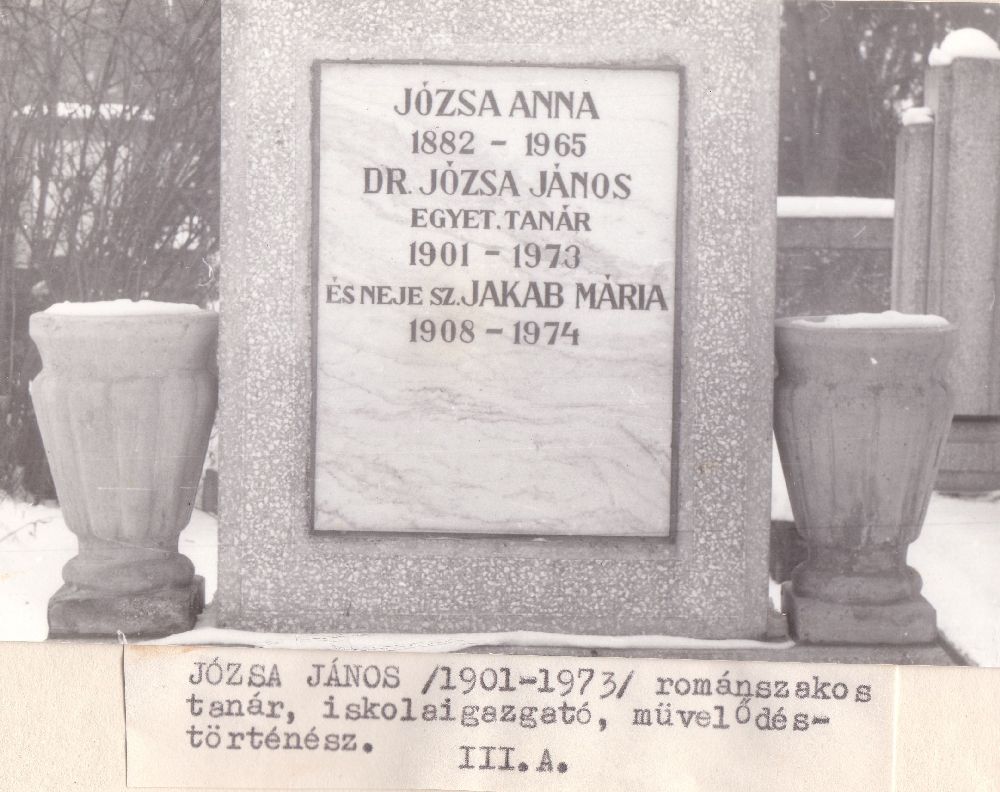 JÓZSA ANNA
1882 - 1965
DR. JÓZSA JÁNOS
EGYET. TANÁR
1901 - 1973
ÉS NEJE SZ. JAKAB MÁRIA
1908 - 1974
JÓZSA JÁNOS /1901-1973/ románszakos
tanár, iskolaigazgató, müvelődés-
történész.
III.A.